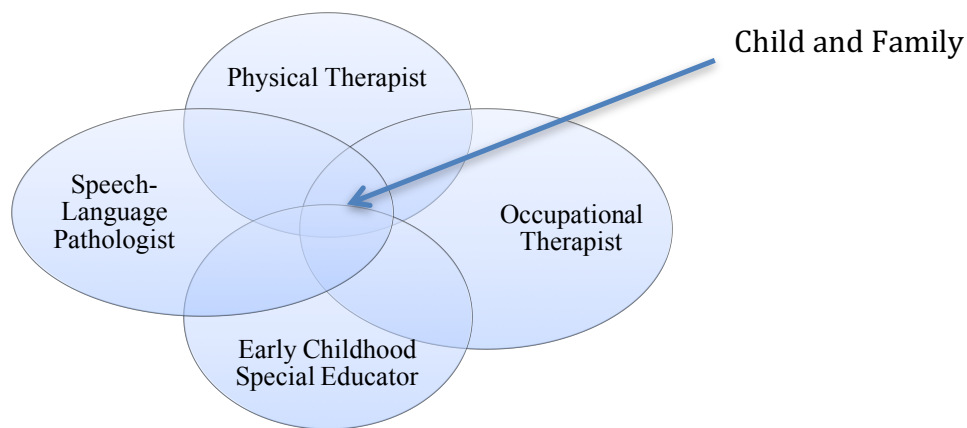 Child and Family
Physical Therapist
Speech-
Language
Pathologist
Occupational
Therapist
Early Childhood
Special Educator